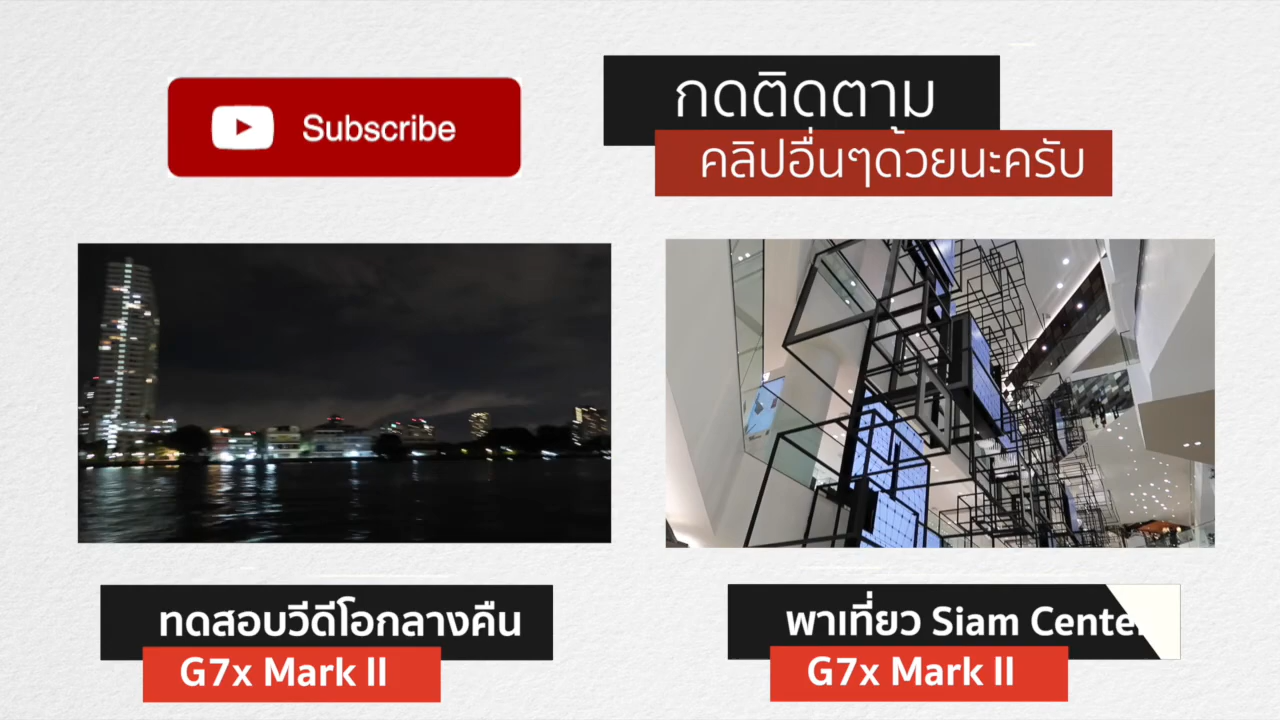 Subscribe
กดติดตาม
คลิปอื่นๆด้วยนะครับ
ทดสอบวีดีโอกลางคืน
G7x Mark II
พาเที่ยว Siam Center
G7x Mark II